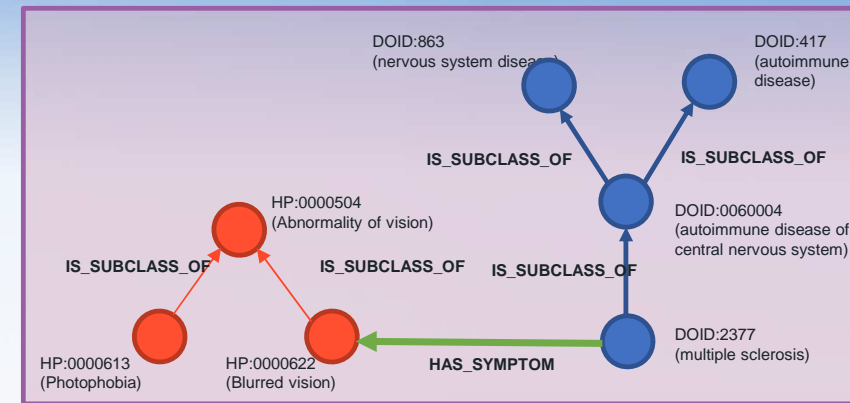 DOID:863
(nervous system disease)
DOID:417
(autoimmune
disease)
IS_SUBCLASS_OF
IS_SUBCLASS_OF
HP:0000504
(Abnormality of vision)
DOID:0060004
(autoimmune disease of
central nervous system)
IS_SUBCLASS_OF
IS_SUBCLASS_OF
IS_SUBCLASS_OF
HP:0000613
(Photophobia)
HP:0000622
(Blurred vision)
HAS_SYMPTOM
DOID:2377
(multiple sclerosis)